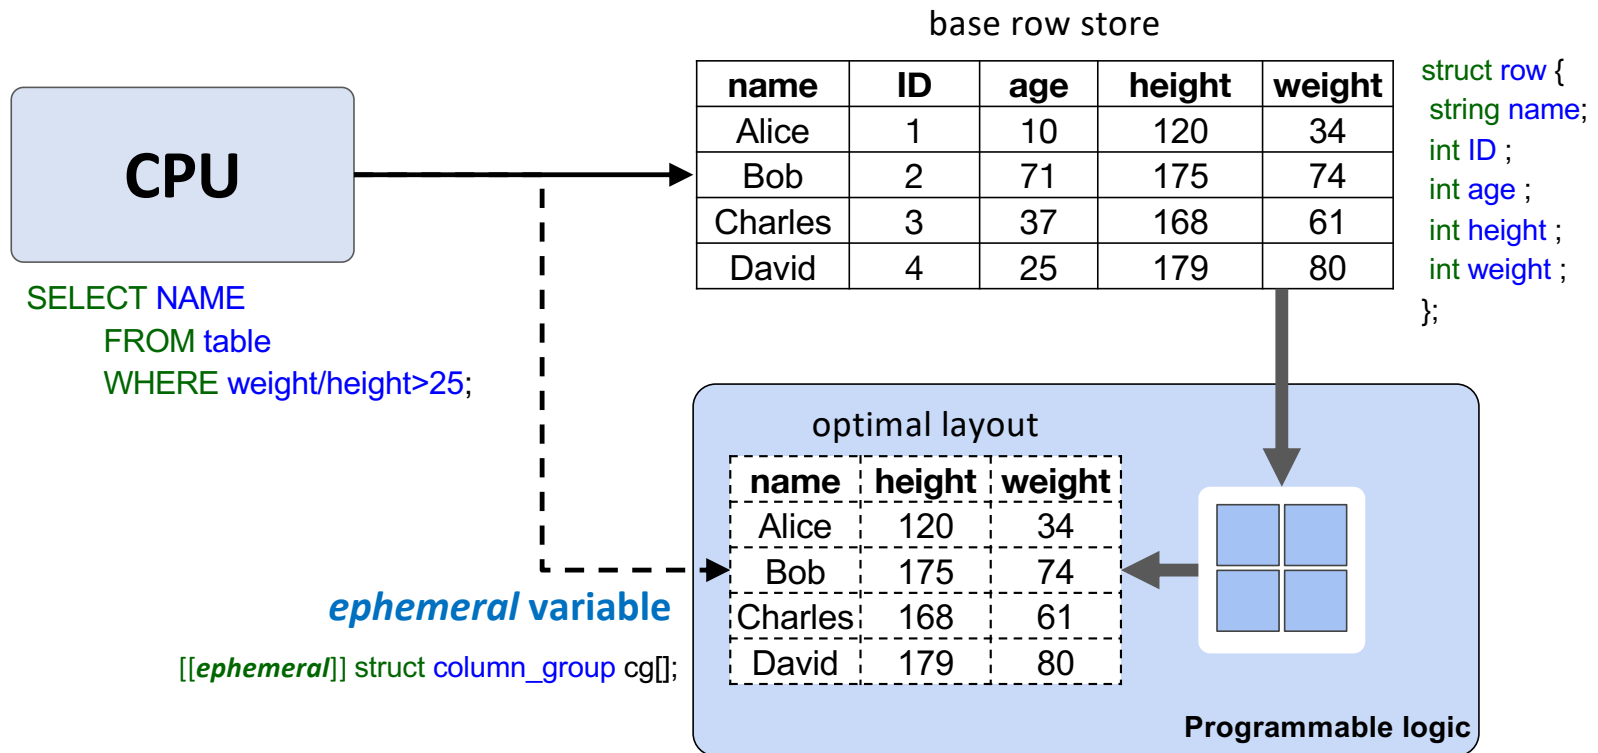 base row store
name ID age height weight
Alice 1 10 120 34
Bob 2 71 175 74
Charles 3 37 168 61
David 4 25 179 80
struct row {
string name;
int ID ;
int age ;
int height ;
int weight ;
};
CPU
SELECT NAME
FROM table
WHERE weight/height>25;
optimal layout
name height weight
Alice 120 34
Bob 175 74
Charles 168 61
David 179 80
ephemeral variable
[[ephemeral]] struct column_group cg[];
Programmable logic